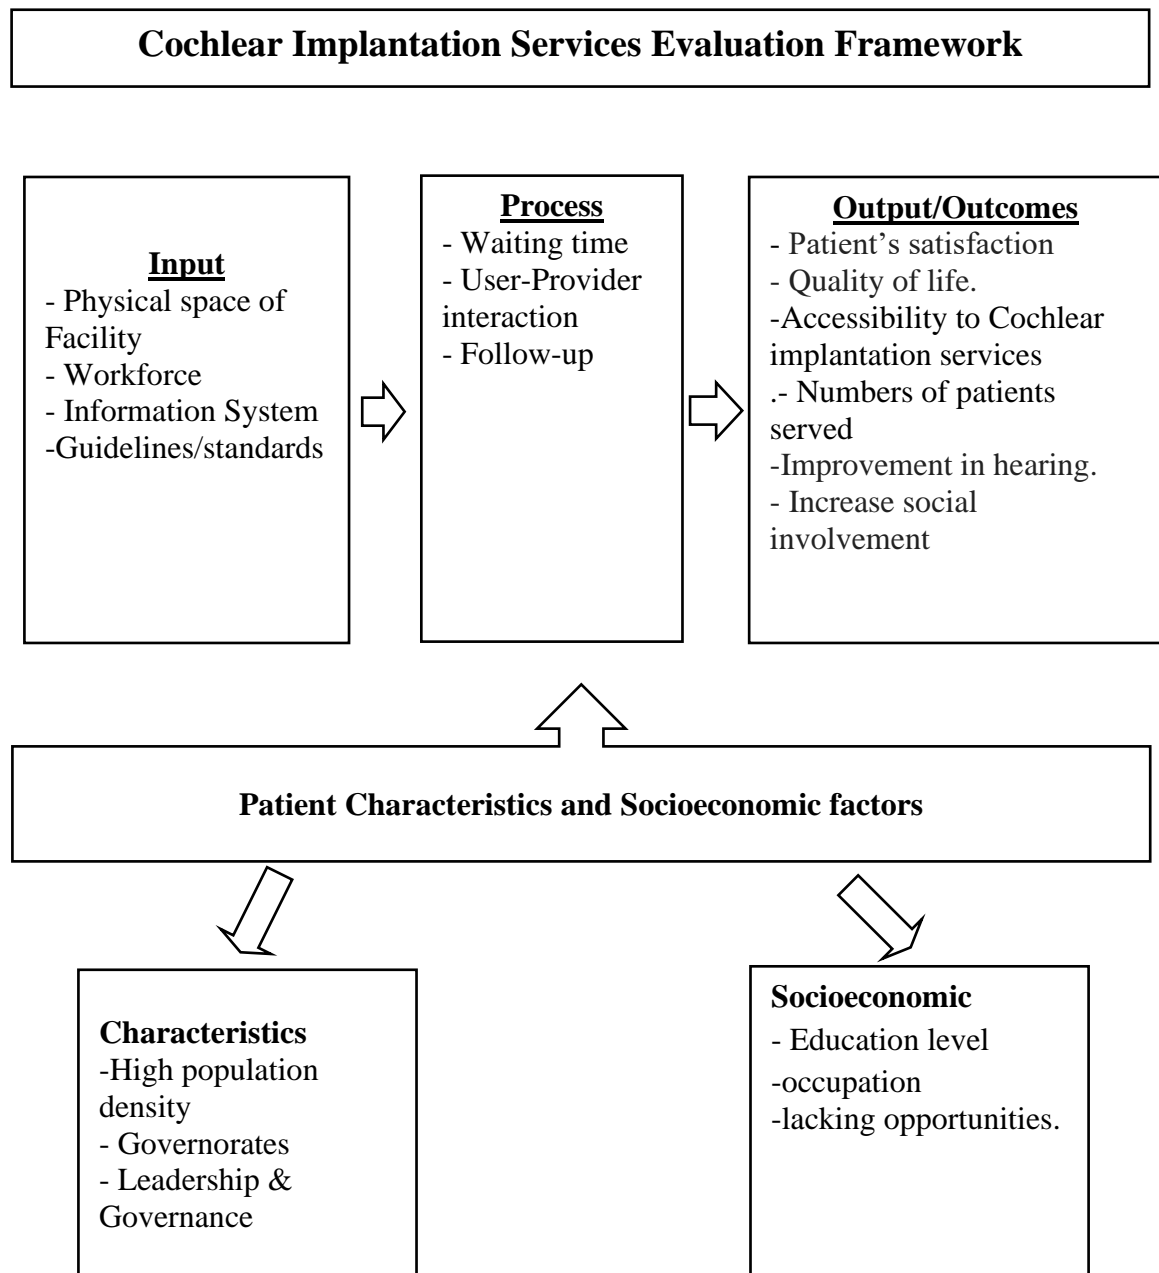 Cochlear Implantation Services Evaluation Framework
Input
- Physical space of
Facility
- Workforce
- Information System
-Guidelines/standards
Process
- Waiting time
- User-Provider
interaction
- Follow-up
Output/Outcomes
- Patient’s satisfaction
- Quality of life.
-Accessibility to Cochlear
implantation services
.- Numbers of patients
served
-Improvement in hearing.
- Increase social
involvement
Patient Characteristics and Socioeconomic factors
Characteristics
-High population
density
- Governorates
- Leadership &
Governance
Socioeconomic
- Education level
-occupation
-lacking opportunities.